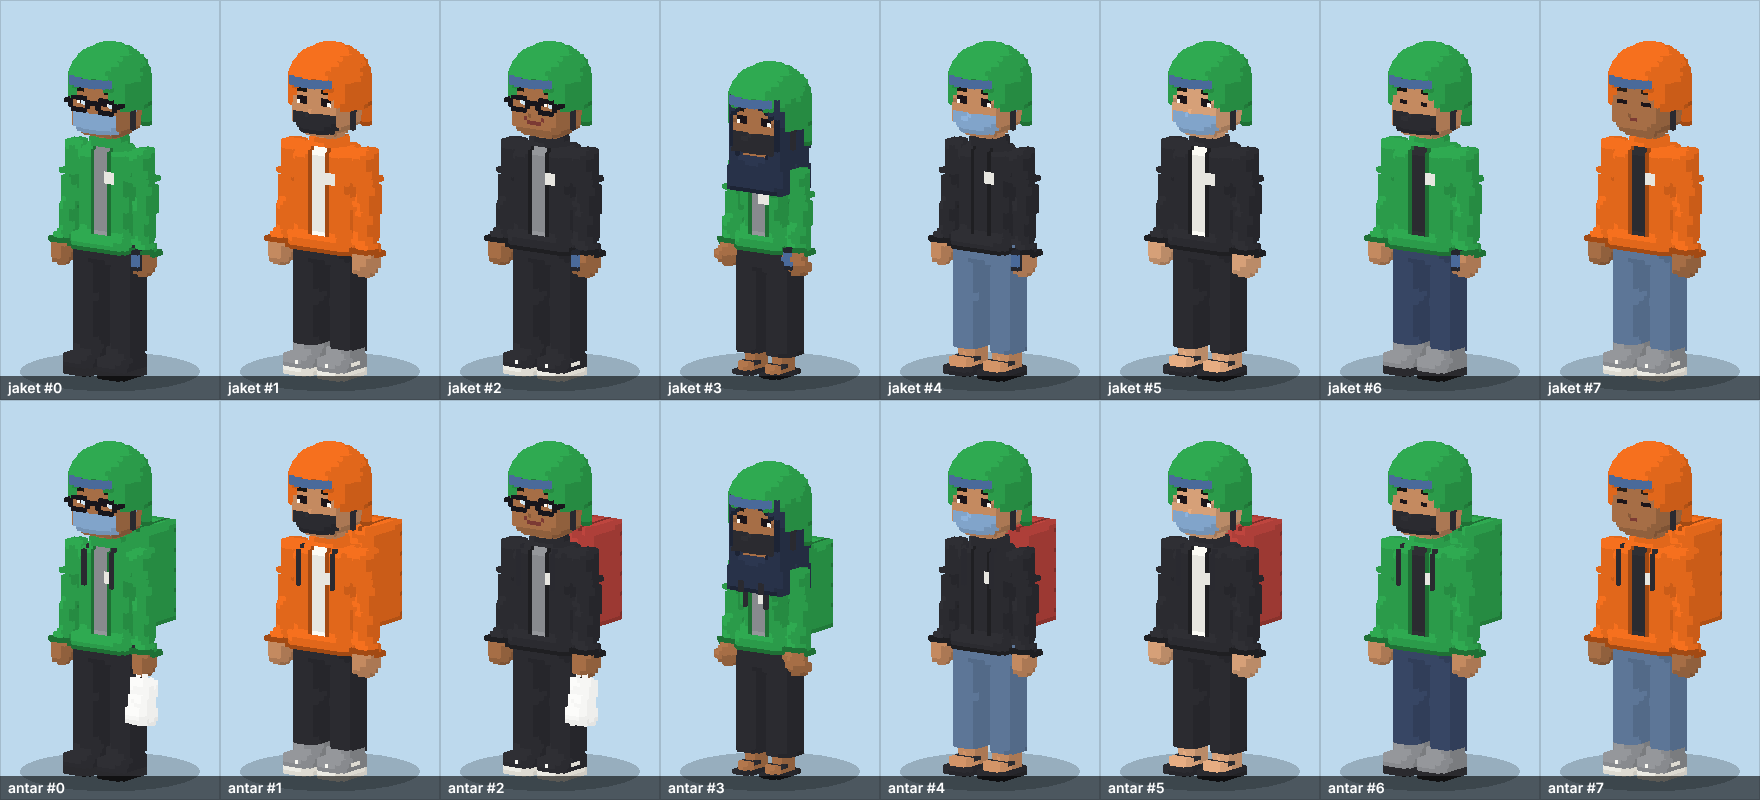 jaket #0
jaket #1
jaket #2
jaket #3
jaket #4
jaket #5
jaket #6
jaket #7
antar #0
antar #1
antar #2
antar #3
antar #4
antar #5
antar #6
antar #7